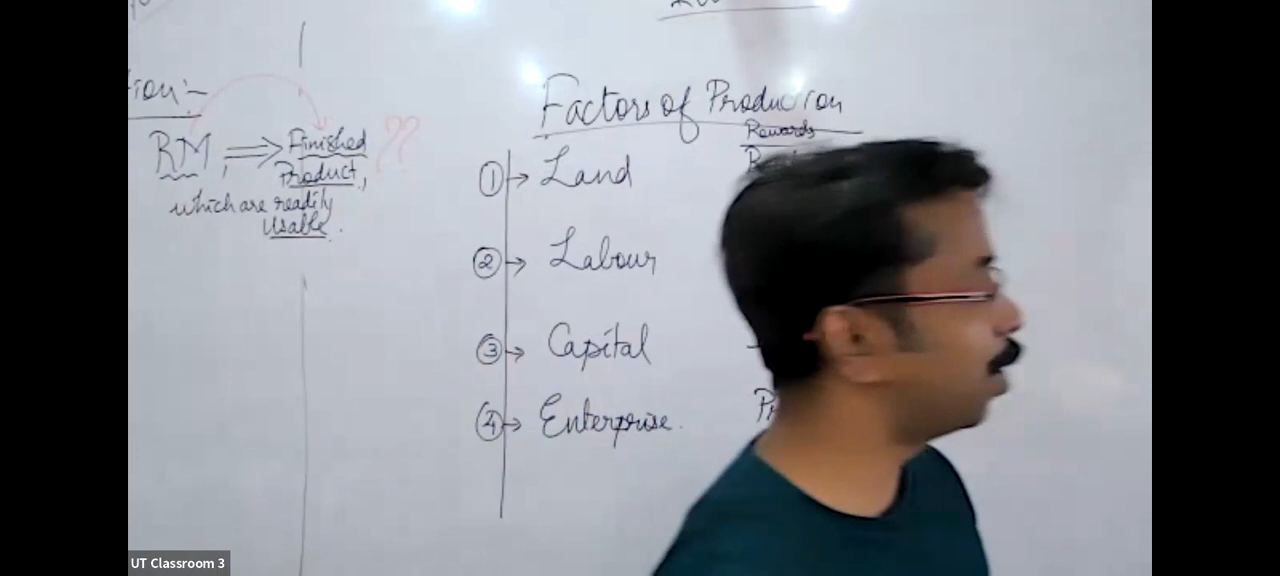 RM, ⟹ Finished
Product,
which are readily
Usable.
??
Factors of Production
Rewards
① → Land
② → Labour
③ → Capital
④ → Enterprise.
UT Classroom 3